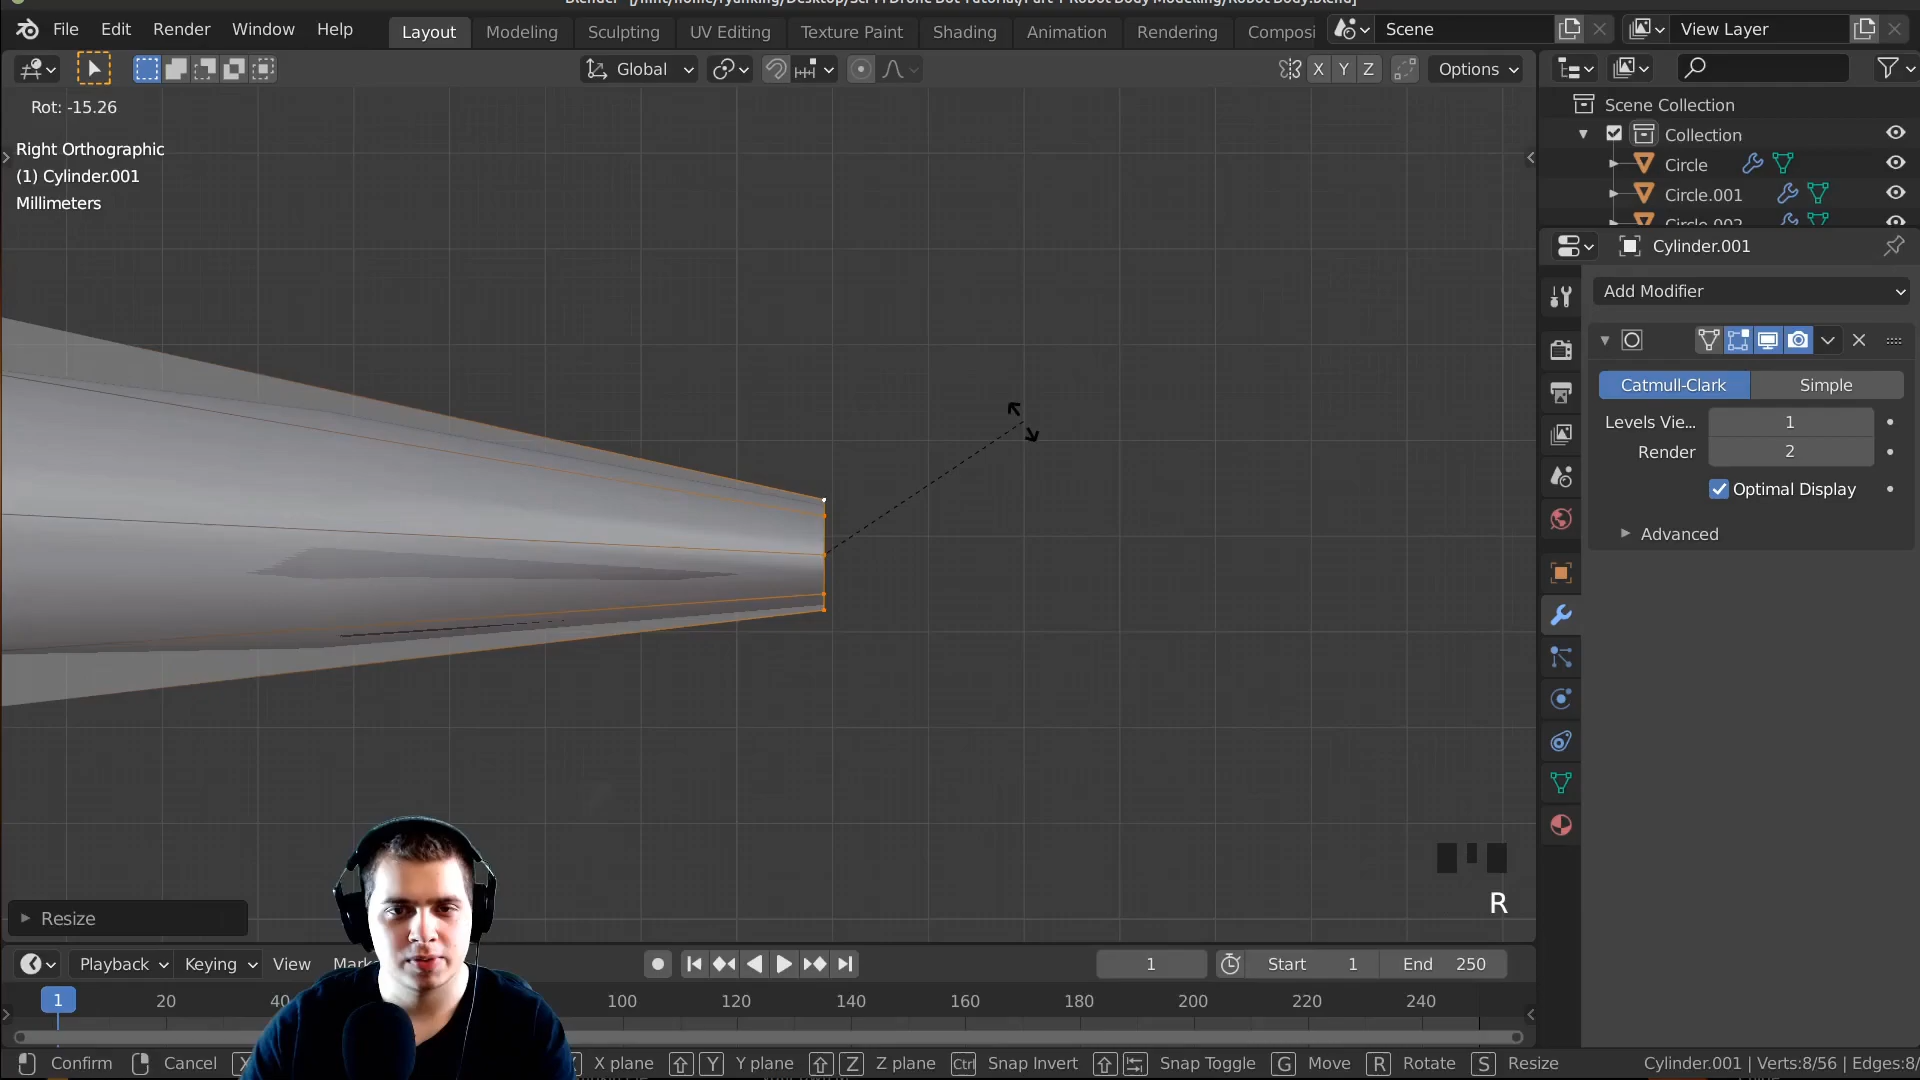 File Edit Render Window Help
Layout Modeling Sculpting UV Editing Texture Paint Shading Animation Rendering Composi
Scene
View Layer
Global
X Y Z
Options
Rot: -15.26
Right Orthographic
(1) Cylinder.001
Millimeters
Scene Collection
Collection
Circle
Circle.001
Circle.002
Cylinder.001
Add Modifier
Catmull-Clark Simple
Levels Vie... 1
Render 2
Optimal Display
Advanced
R
Resize
Playback Keying View Mark
1
Start 1
End 250
1 20 40 100 120 140 160 180 200 220 240
Confirm Cancel X plane Y Y plane Z Z plane Ctrl Snap Invert Snap Toggle G Move R Rotate S Resize
Cylinder.001 | Verts:8/56 | Edges:8/